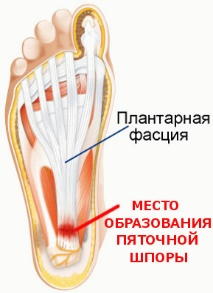 Плантарная
фасция
МЕСТО
ОБРАЗОВАНИЯ
ПЯТОЧНОЙ
ШПОРЫ